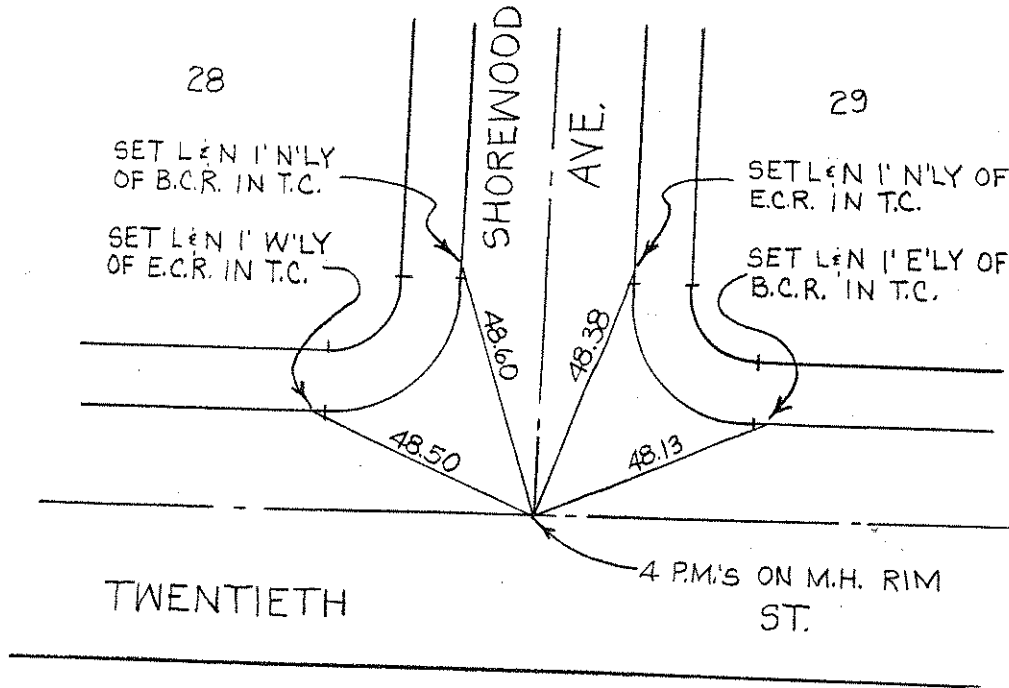 28
SHOREWOOD
AVE.
29
SET L&N 1' N'LY
OF B.C.R. IN T.C.
SET L&N 1' N'LY OF
E.C.R. IN T.C.
SET L&N 1' W'LY
OF E.C.R. IN T.C.
SET L&N 1' E'LY OF
B.C.R. IN T.C.
48.60
48.38
48.50
48.13
4 P.M.'S ON M.H. RIM
TWENTIETH
ST.